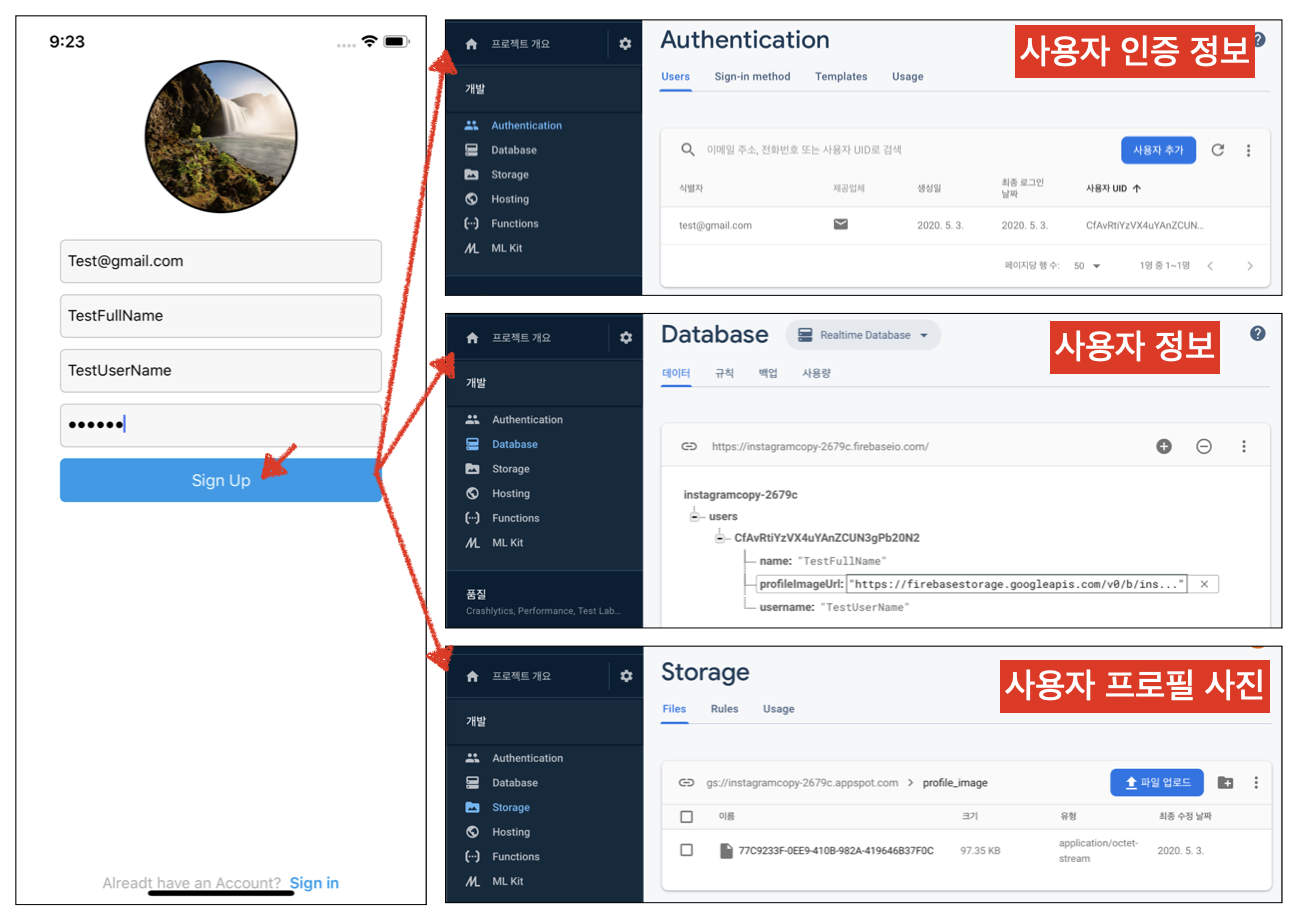 9:23
Test@gmail.com
TestFullName
TestUserName
••••••
Sign Up
Alreadt have an Account? Sign in
프로젝트 개요
개발
Authentication
Database
Storage
Hosting
Functions
ML Kit
Authentication
사용자 인증 정보
Users Sign-in method Templates Usage
이메일 주소, 전화번호 또는 사용자 UID로 검색
사용자 추가
식별자 제공업체 생성일 최종 로그인 날짜 사용자 UID
test@gmail.com 2020. 5. 3. 2020. 5. 3. CfAvRtiYzVX4uYAnZCUN...
페이지당 행 수: 50 1명 중 1~1명
프로젝트 개요
개발
Authentication
Database
Storage
Hosting
Functions
ML Kit
품질
Crashlytics, Performance, Test Lab...
Database Realtime Database
사용자 정보
데이터 규칙 백업 사용량
https://instagramcopy-2679c.firebaseio.com/
instagramcopy-2679c
users
CfAvRtiYzVX4uYAnZCUN3gPb20N2
name: "TestFullName"
profileImageUrl: "https://firebasestorage.googleapis.com/v0/b/ins..."
username: "TestUserName"
프로젝트 개요
개발
Authentication
Database
Storage
Hosting
Functions
ML Kit
Storage
사용자 프로필 사진
Files Rules Usage
gs://instagramcopy-2679c.appspot.com > profile_image
파일 업로드
이름 크기 유형 최종 수정 날짜
77C9233F-0EE9-410B-982A-419646B37F0C 97.35 KB application/octet-stream 2020. 5. 3.